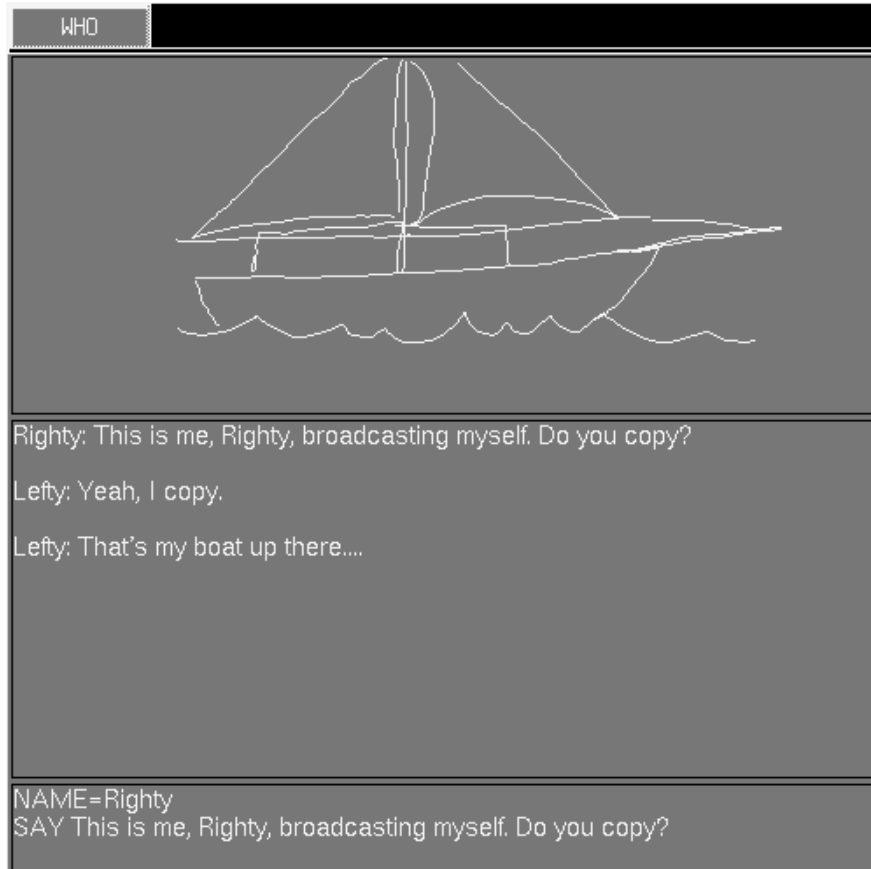 WHO
Righty: This is me, Righty, broadcasting myself. Do you copy?
Lefty: Yeah, I copy.
Lefty: That's my boat up there....
NAME=Righty
SAY This is me, Righty, broadcasting myself. Do you copy?